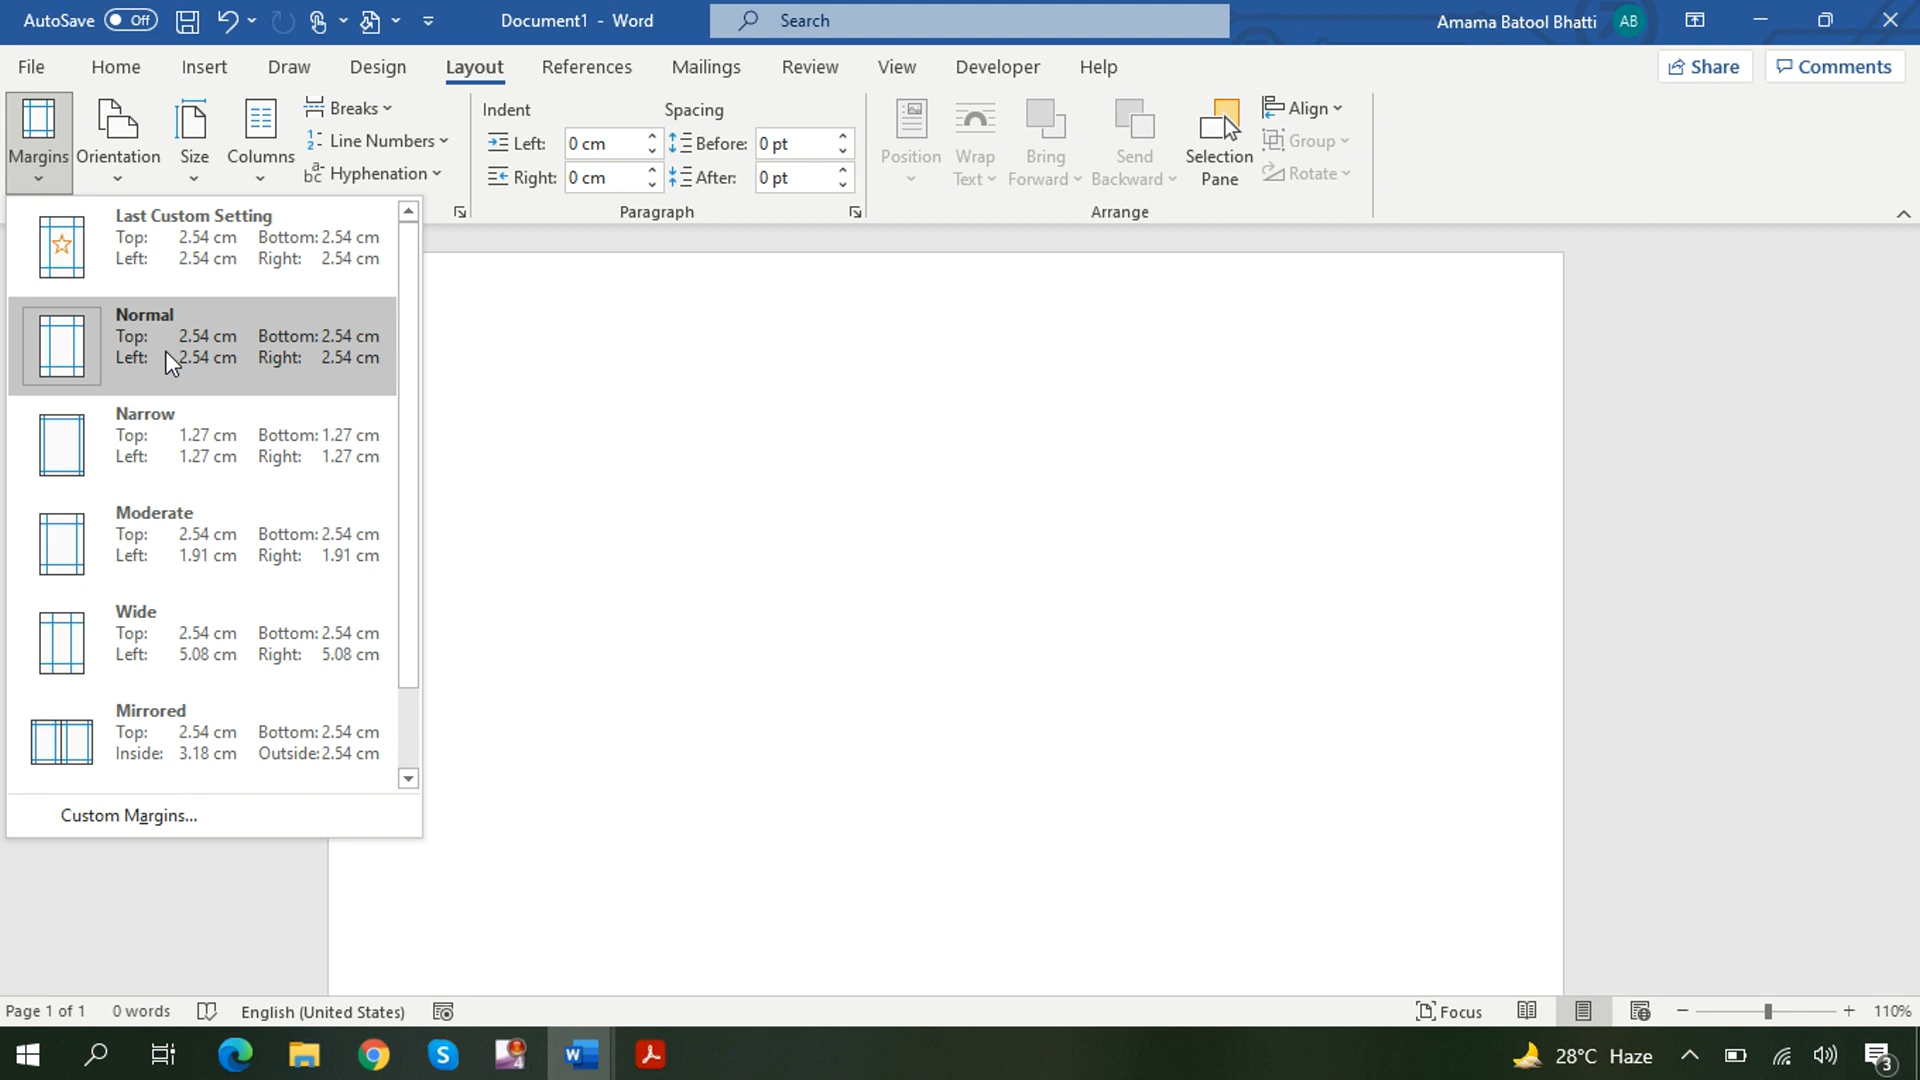 AutoSave Off Document1 - Word Search Amama Batool Bhatti AB
File Home Insert Draw Design Layout References Mailings Review View Developer Help Share Comments
Margins Orientation Size Columns
Breaks
Line Numbers
Hyphenation
Indent
Left: 0 cm
Right: 0 cm
Spacing
Before: 0 pt
After: 0 pt
Paragraph
Position
Wrap Text
Bring Forward
Send Backward
Selection Pane
Align
Group
Rotate
Arrange
Last Custom Setting
Top: 2.54 cm Bottom: 2.54 cm
Left: 2.54 cm Right: 2.54 cm
Normal
Top: 2.54 cm Bottom: 2.54 cm
Left: 2.54 cm Right: 2.54 cm
Narrow
Top: 1.27 cm Bottom: 1.27 cm
Left: 1.27 cm Right: 1.27 cm
Moderate
Top: 2.54 cm Bottom: 2.54 cm
Left: 1.91 cm Right: 1.91 cm
Wide
Top: 2.54 cm Bottom: 2.54 cm
Left: 5.08 cm Right: 5.08 cm
Mirrored
Top: 2.54 cm Bottom: 2.54 cm
Inside: 3.18 cm Outside: 2.54 cm
Custom Margins...
Page 1 of 1 0 words English (United States) Focus 110%
28°C Haze 3